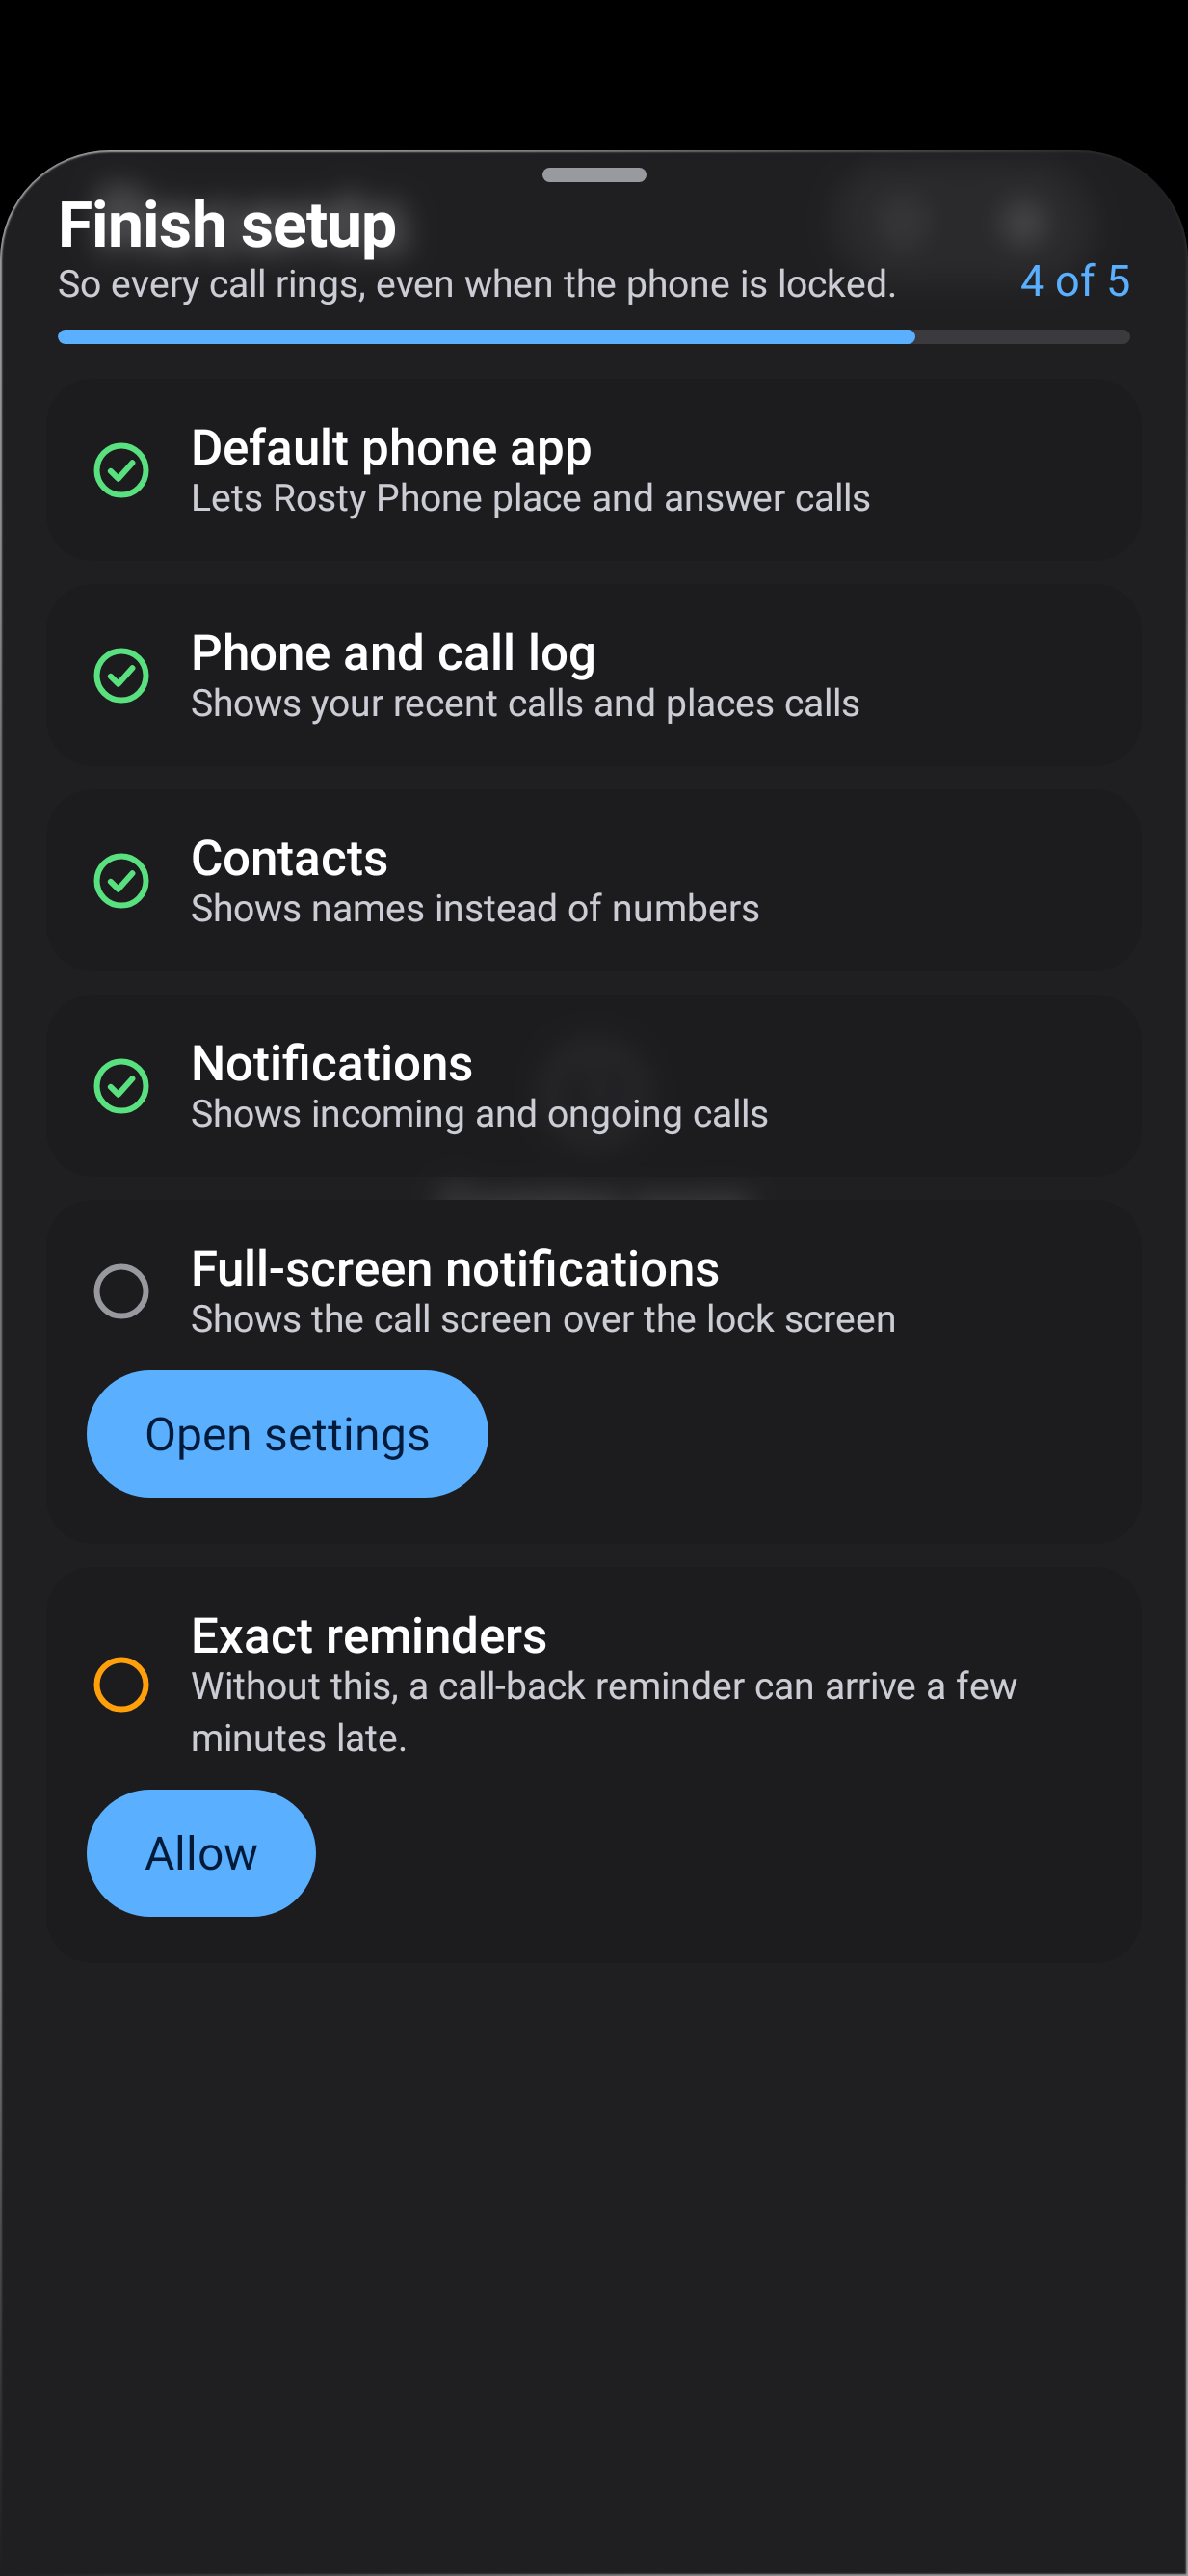 Finish setup
So every call rings, even when the phone is locked.
4 of 5
Default phone app
Lets Rosty Phone place and answer calls
Phone and call log
Shows your recent calls and places calls
Contacts
Shows names instead of numbers
Notifications
Shows incoming and ongoing calls
Full-screen notifications
Shows the call screen over the lock screen
Open settings
Exact reminders
Without this, a call-back reminder can arrive a few
minutes late.
Allow